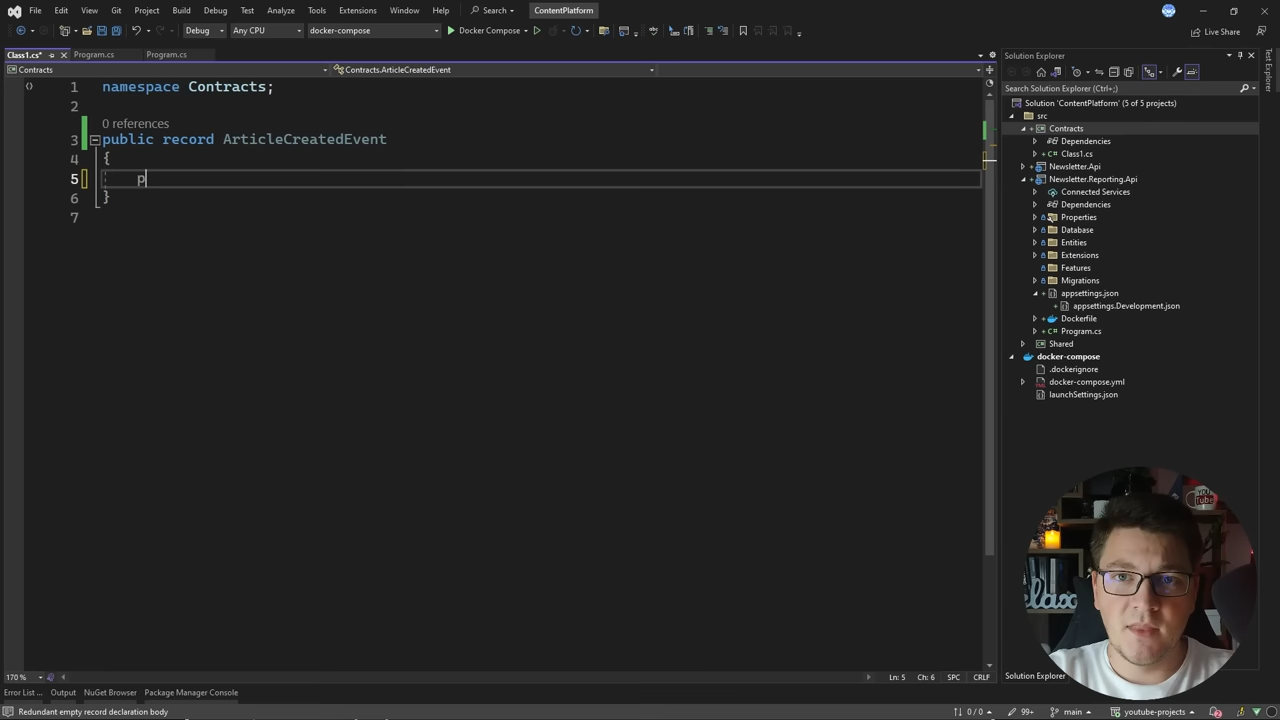 File Edit View Git Project Build Debug Test Analyze Tools Extensions Window Help Search ContentPlatform
Debug Any CPU docker-compose Docker Compose Live Share
Class1.cs* Program.cs Program.cs
Contracts Contracts.ArticleCreatedEvent
1 namespace Contracts;
2
0 references
3 public record ArticleCreatedEvent
4 {
5 p
6 }
7
Solution Explorer
Search Solution Explorer (Ctrl+;)
Solution 'ContentPlatform' (5 of 5 projects)
src
Contracts
Dependencies
C# Class1.cs
Newsletter.Api
Newsletter.Reporting.Api
Connected Services
Dependencies
Properties
Database
Entities
Extensions
Features
Migrations
appsettings.json
appsettings.Development.json
Dockerfile
C# Program.cs
Shared
docker-compose
.dockerignore
docker-compose.yml
launchSettings.json
Test Explorer
170 % Ln: 5 Ch: 6 SPC CRLF
Solution Explorer
Error List ... Output NuGet Browser Package Manager Console
Redundant empty record declaration body 0 / 0 99+ main youtube-projects